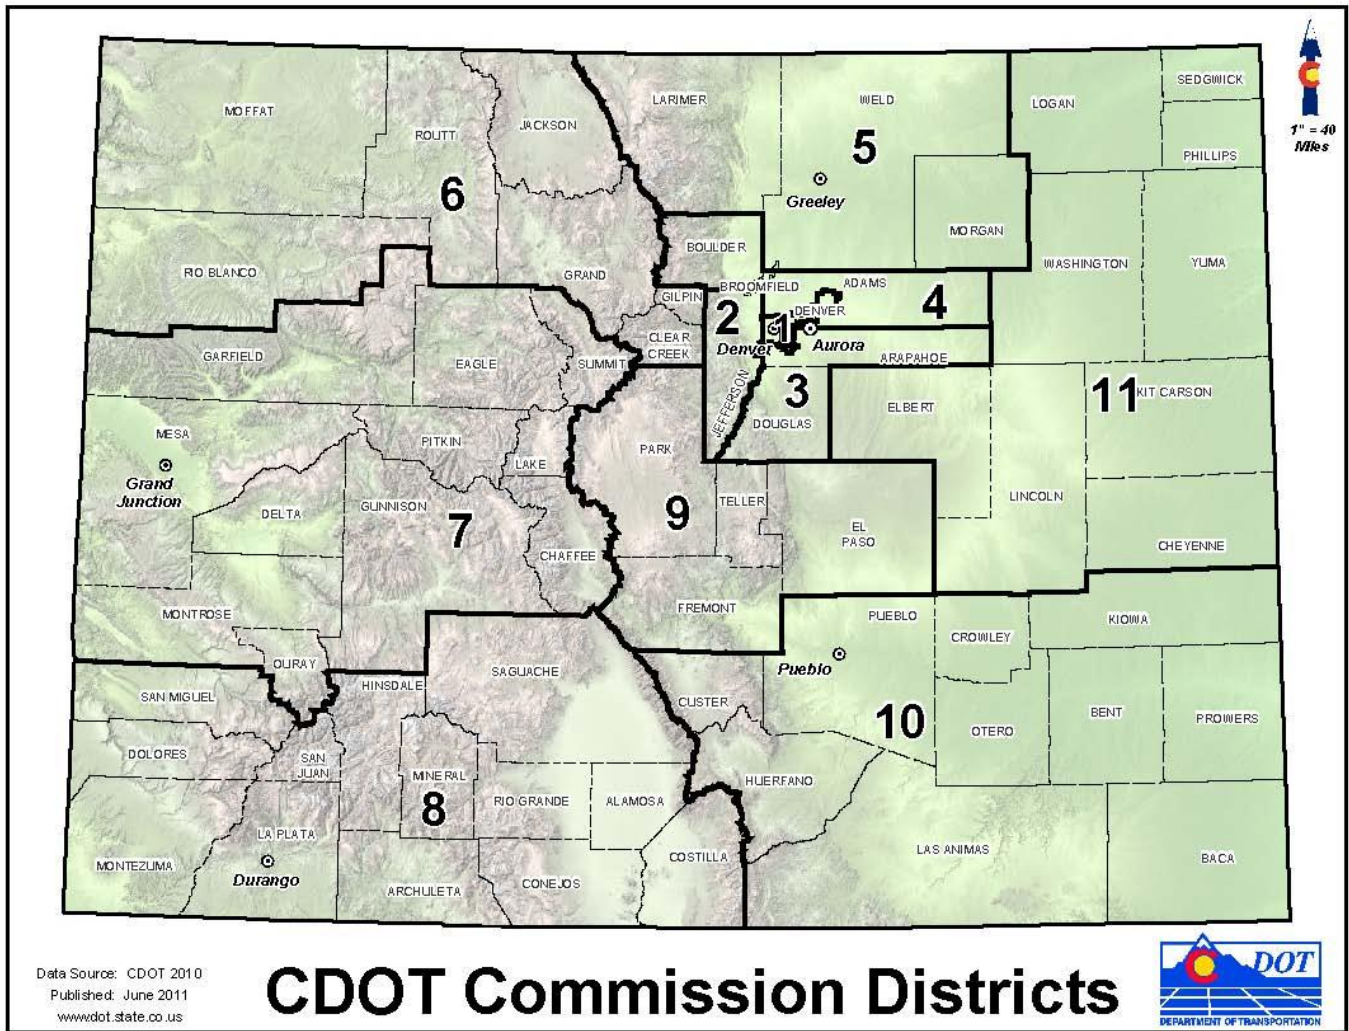 SEDGWICK
LARIMER
WELD
LOGAN
MOFFAT
JACKSON
1" = 40
Miles
ROUTT
5
PHILLIPS
6
Greeley
MORGAN
BOULDER
WASHINGTON
YUMA
RIO BLANCO
GRAND
BROOMFIELD
ADAMS
GILPIN
4
2
DENVER
1
CLEAR
CREEK
Denver
Aurora
GARFIELD
EAGLE
SUMMIT
ARAPAHOE
3
11
KIT CARSON
JEFFERSON
ELBERT
DOUGLAS
MESA
PITKIN
PARK
LAKE
Grand
Junction
GUNNISON
DELTA
7
9
TELLER
LINCOLN
EL
PASO
CHAFFEE
CHEYENNE
MONTROSE
FREMONT
PUEBLO
KIOWA
CROWLEY
OURAY
SAGUACHE
Pueblo
HINSDALE
SAN MIGUEL
CUSTER
10
BENT
PROWERS
OTERO
DOLORES
SAN
JUAN
MINERAL
HUERFANO
8
RIO GRANDE
ALAMOSA
LA PLATA
LAS ANIMAS
COSTILLA
BACA
MONTEZUMA
Durango
CONEJOS
ARCHULETA
Data Source: CDOT 2010
Published: June 2011
www.dot.state.co.us
CDOT Commission Districts
C DOT
DEPARTMENT OF TRANSPORTATION